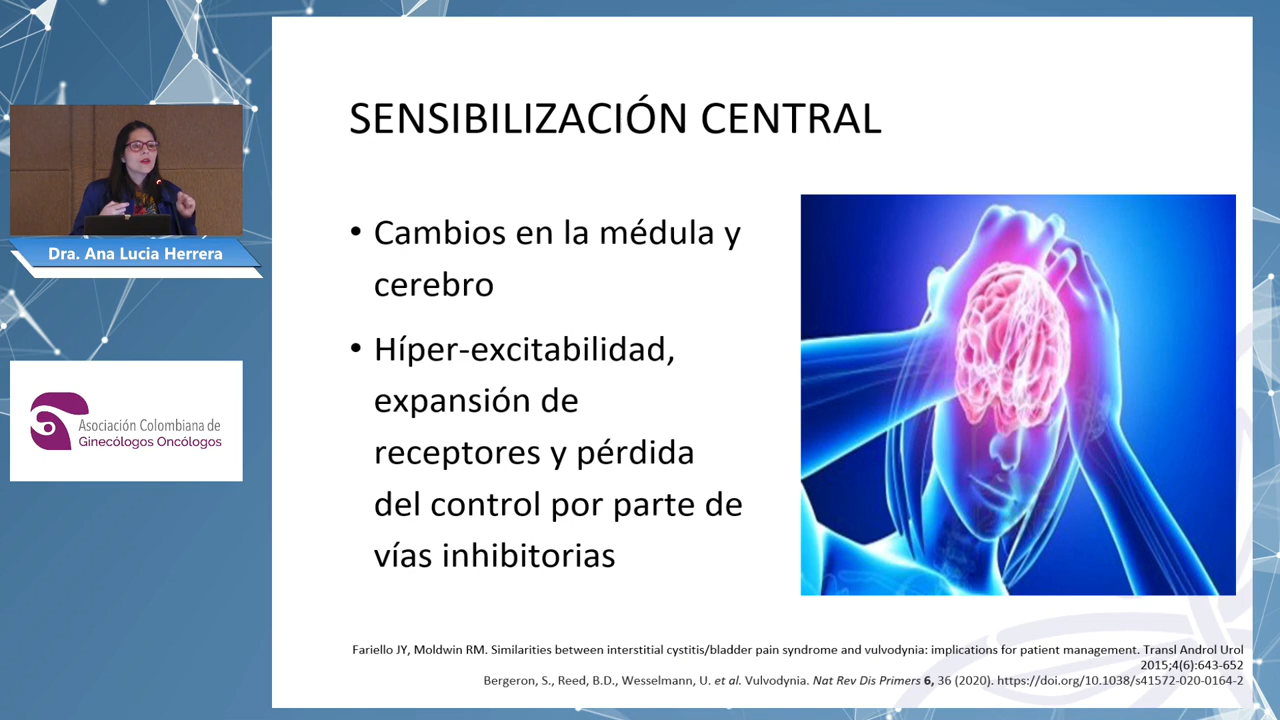 SENSIBILIZACIÓN CENTRAL
Dra. Ana Lucia Herrera
Asociación Colombiana de
Ginecólogos Oncólogos
• Cambios en la médula y
cerebro
• Híper-excitabilidad,
expansión de
receptores y pérdida
del control por parte de
vías inhibitorias
Fariello JY, Moldwin RM. Similarities between interstitial cystitis/bladder pain syndrome and vulvodynia: implications for patient management. Transl Androl Urol
2015;4(6):643-652
Bergeron, S., Reed, B.D., Wesselmann, U. et al. Vulvodynia. Nat Rev Dis Primers 6, 36 (2020). https://doi.org/10.1038/s41572-020-0164-2